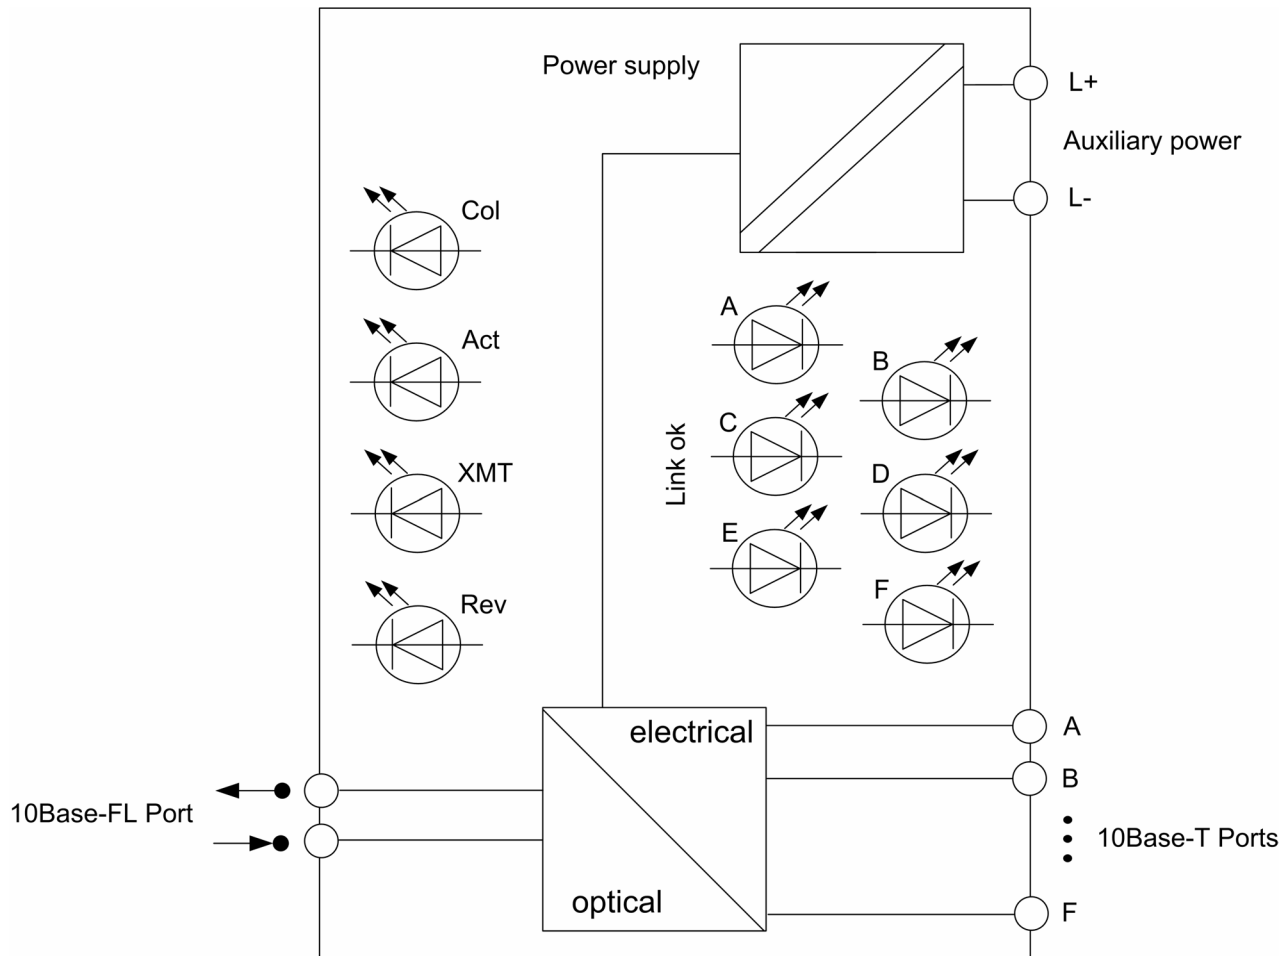 Power supply
L+
Auxiliary power
L-
Col
Act
XMT
Rev
A
B
C
D
E
F
Link ok
electrical
optical
10Base-FL Port
A
B
10Base-T Ports
F